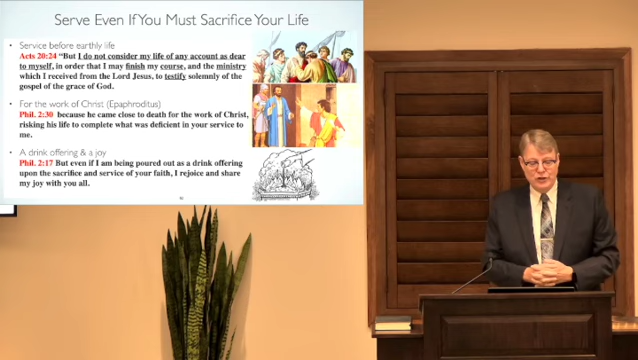 Serve Even If You Must Sacrifice Your Life
• Service before earthly life
Acts 20:24 “But I do not consider my life of any account as dear
to myself, in order that I may finish my course, and the ministry
which I received from the Lord Jesus, to testify solemnly of the
gospel of the grace of God.
• For the work of Christ (Epaphroditus)
Phil. 2:30 because he came close to death for the work of Christ,
risking his life to complete what was deficient in your service to
me.
• A drink offering & a joy
Phil. 2:17 But even if I am being poured out as a drink offering
upon the sacrifice and service of your faith, I rejoice and share
my joy with you all.